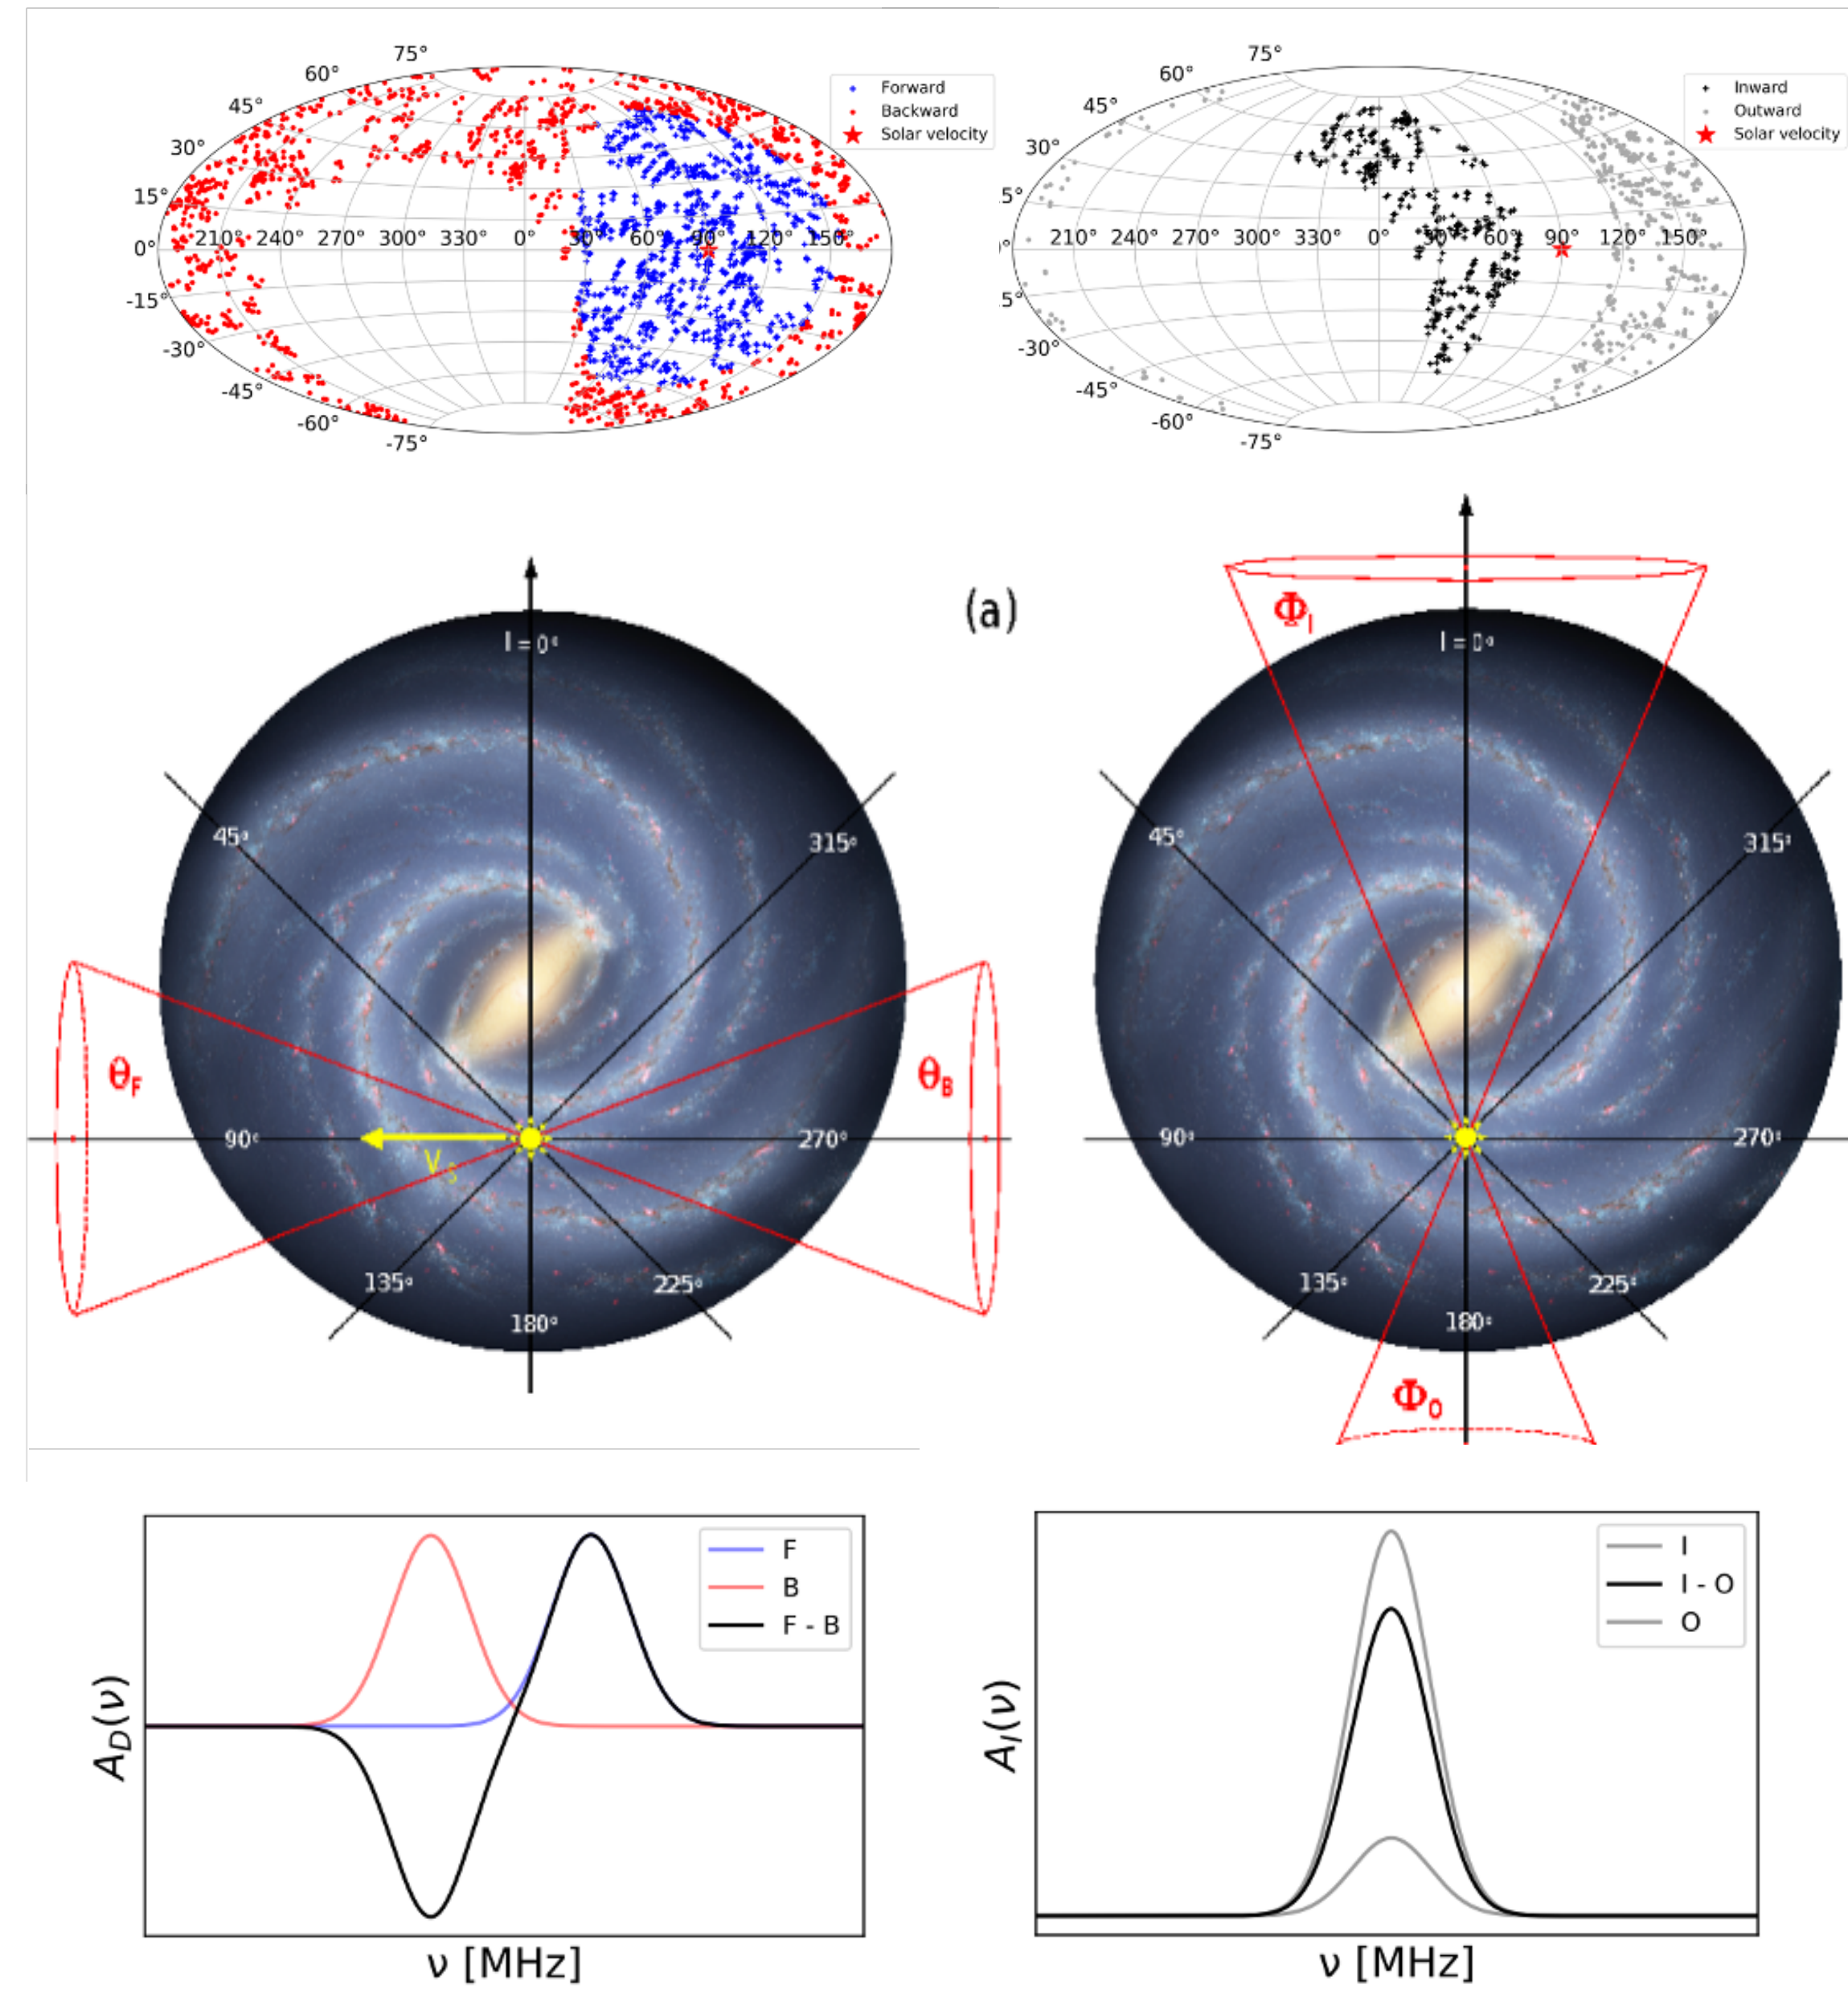 75°
60°
45°
30°
15°
0°
-15°
-30°
-45°
-60°
-75°
210° 240° 270° 300° 330° 0° 30° 60° 90° 120° 150°
Forward
Backward
Solar velocity
75°
60°
45°
30°
5°
°
5°
-30°
-45°
-60°
-75°
210° 240° 270° 300° 330° 0° 30° 60° 90° 120° 150°
Inward
Outward
Solar velocity
(a)
l = 0°
45°
315°
θF
θB
90°
270°
VS
135°
225°
180°
ΦI
l = 0°
45°
315°
90°
270°
135°
225°
180°
ΦO
F
B
F - B
AD(ν)
ν [MHz]
I
I - O
O
AI(ν)
ν [MHz]